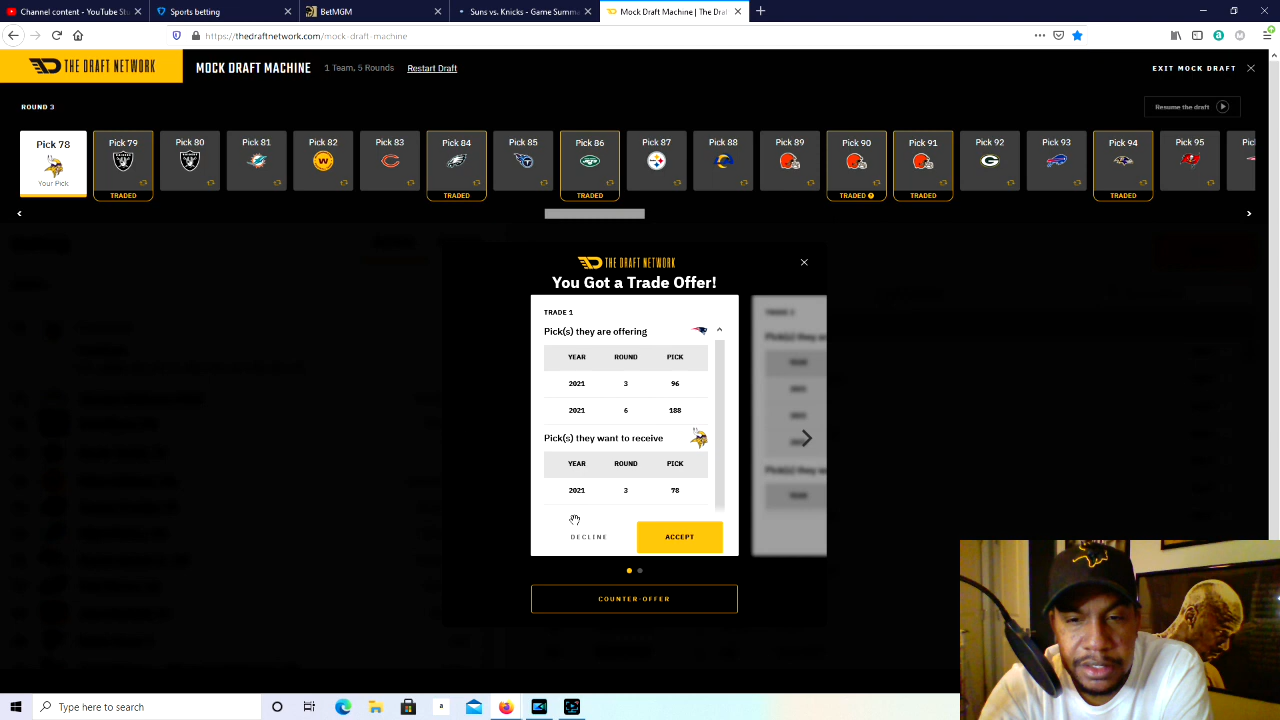 Content - YouTube Stu
Sports betting
BetMGM
Suns vs. Knicks - Game Summa
Mock Draft Machine | The Dra
https://thedraftnetwork.com/mock-draft-machine
THE DRAFT NETWORK
MOCK DRAFT MACHINE
1 Team, 5 Rounds
Restart Draft
EXIT MOCK DRAFT
ROUND 3
Resume the draft
Pick 78
Your Pick
Pick 79
TRADED
Pick 80
Pick 81
Pick 82
Pick 83
Pick 84
TRADED
Pick 85
Pick 86
TRADED
Pick 87
Pick 88
Pick 89
Pick 90
TRADED
Pick 91
TRADED
Pick 92
Pick 93
Pick 94
TRADED
Pick 95
THE DRAFT NETWORK
You Got a Trade Offer!
TRADE 1
Pick(s) they are offering
YEAR ROUND PICK
2021 3 96
2021 6 188
Pick(s) they want to receive
YEAR ROUND PICK
2021 3 78
DECLINE
ACCEPT
COUNTER-OFFER
Type here to search